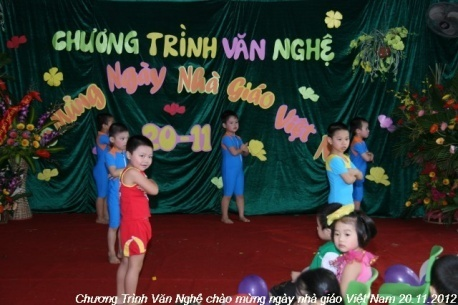 CHƯƠNG TRÌNH VĂN NGHỆ
Mừng Ngày Nhà Giáo Việt
20-11
Chương Trình Văn Nghệ chào mừng ngày nhà giáo Việt Nam 20.11.2012